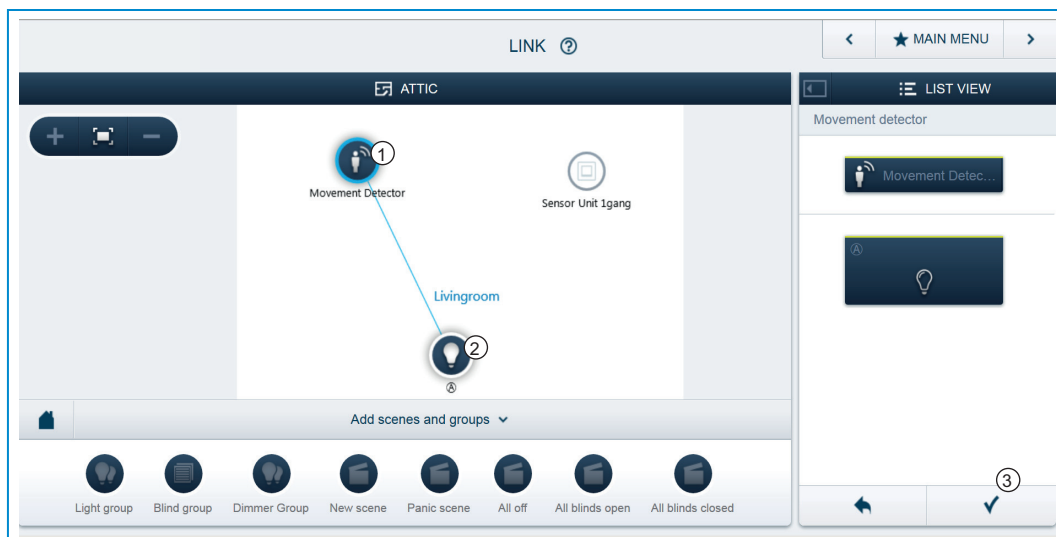 LINK ?
MAIN MENU
ATTIC
LIST VIEW
Movement detector
1
Movement Detector
Sensor Unit 1gang
Movement Detec...
A
Livingroom
2
A
Add scenes and groups
Light group
Blind group
Dimmer Group
New scene
Panic scene
All off
All blinds open
All blinds closed
3